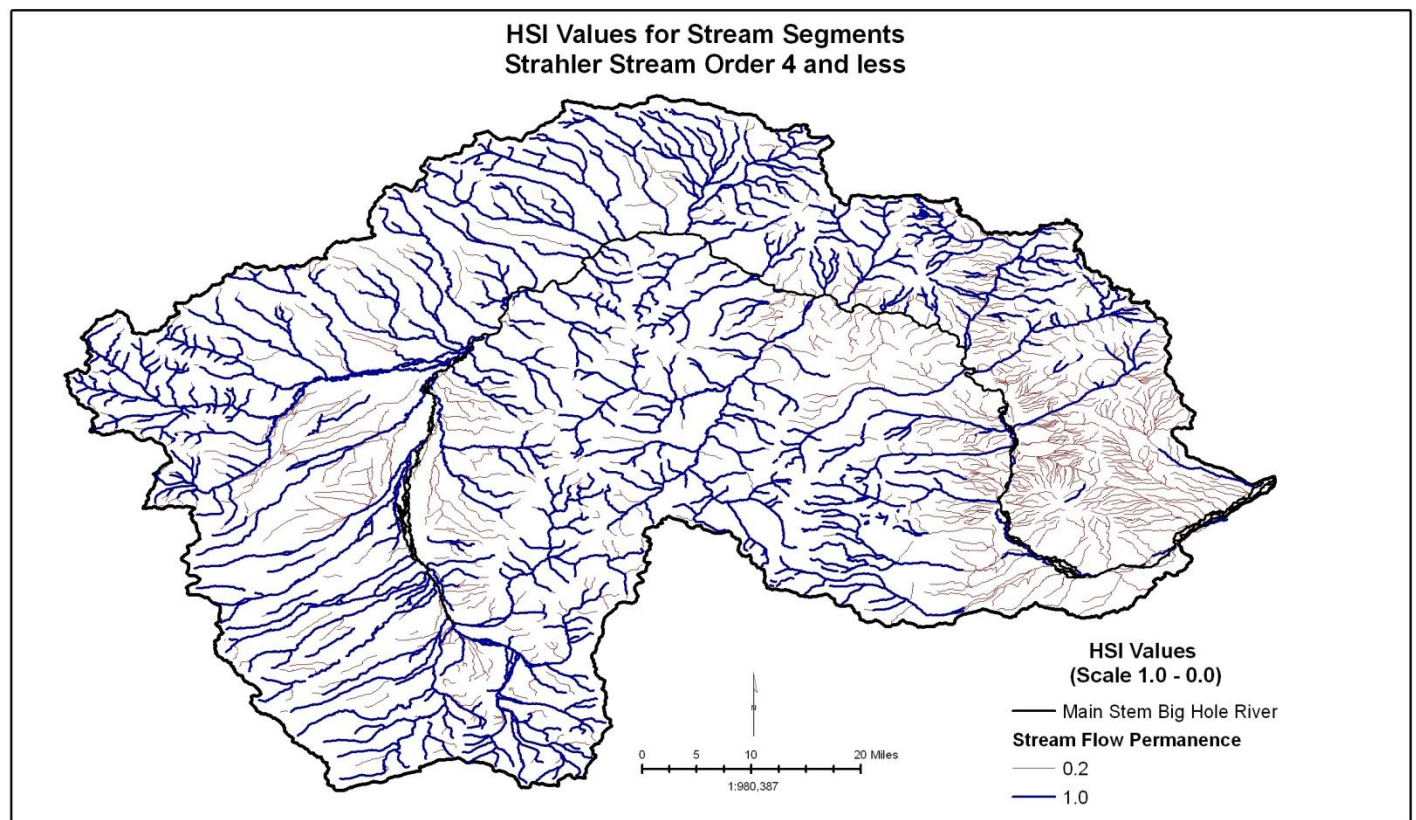 HSI Values for Stream Segments
Strahler Stream Order 4 and less
HSI Values
(Scale 1.0 - 0.0)
Main Stem Big Hole River
Stream Flow Permanence
0.2
1.0
N
0 5 10 20 Miles
1:980,387